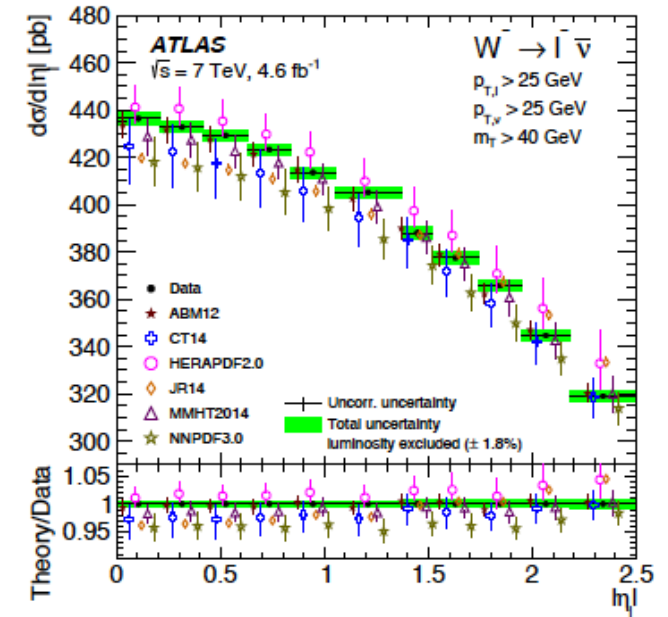 dσ/d|η_l| [pb]
480
460
440
420
400
380
360
340
320
300
ATLAS
√s = 7 TeV, 4.6 fb⁻¹
W⁻ → l⁻ ν̄
p_T,l > 25 GeV
p_T,ν > 25 GeV
m_T > 40 GeV
Data
ABM12
CT14
HERAPDF2.0
JR14
MMHT2014
NNPDF3.0
Uncorr. uncertainty
Total uncertainty
luminosity excluded (± 1.8%)
Theory/Data
1.05
1
0.95
0 0.5 1 1.5 2 2.5
|η_l|